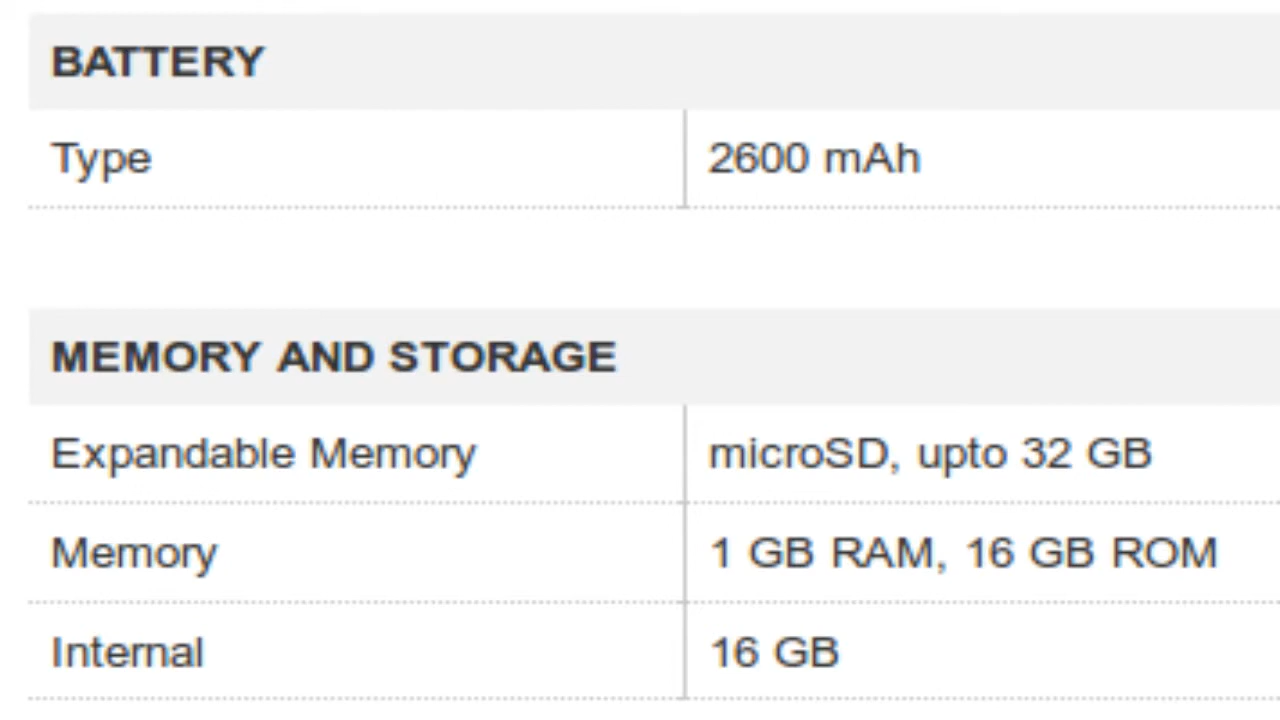 BATTERY
Type 2600 mAh
MEMORY AND STORAGE
Expandable Memory microSD, upto 32 GB
Memory 1 GB RAM, 16 GB ROM
Internal 16 GB